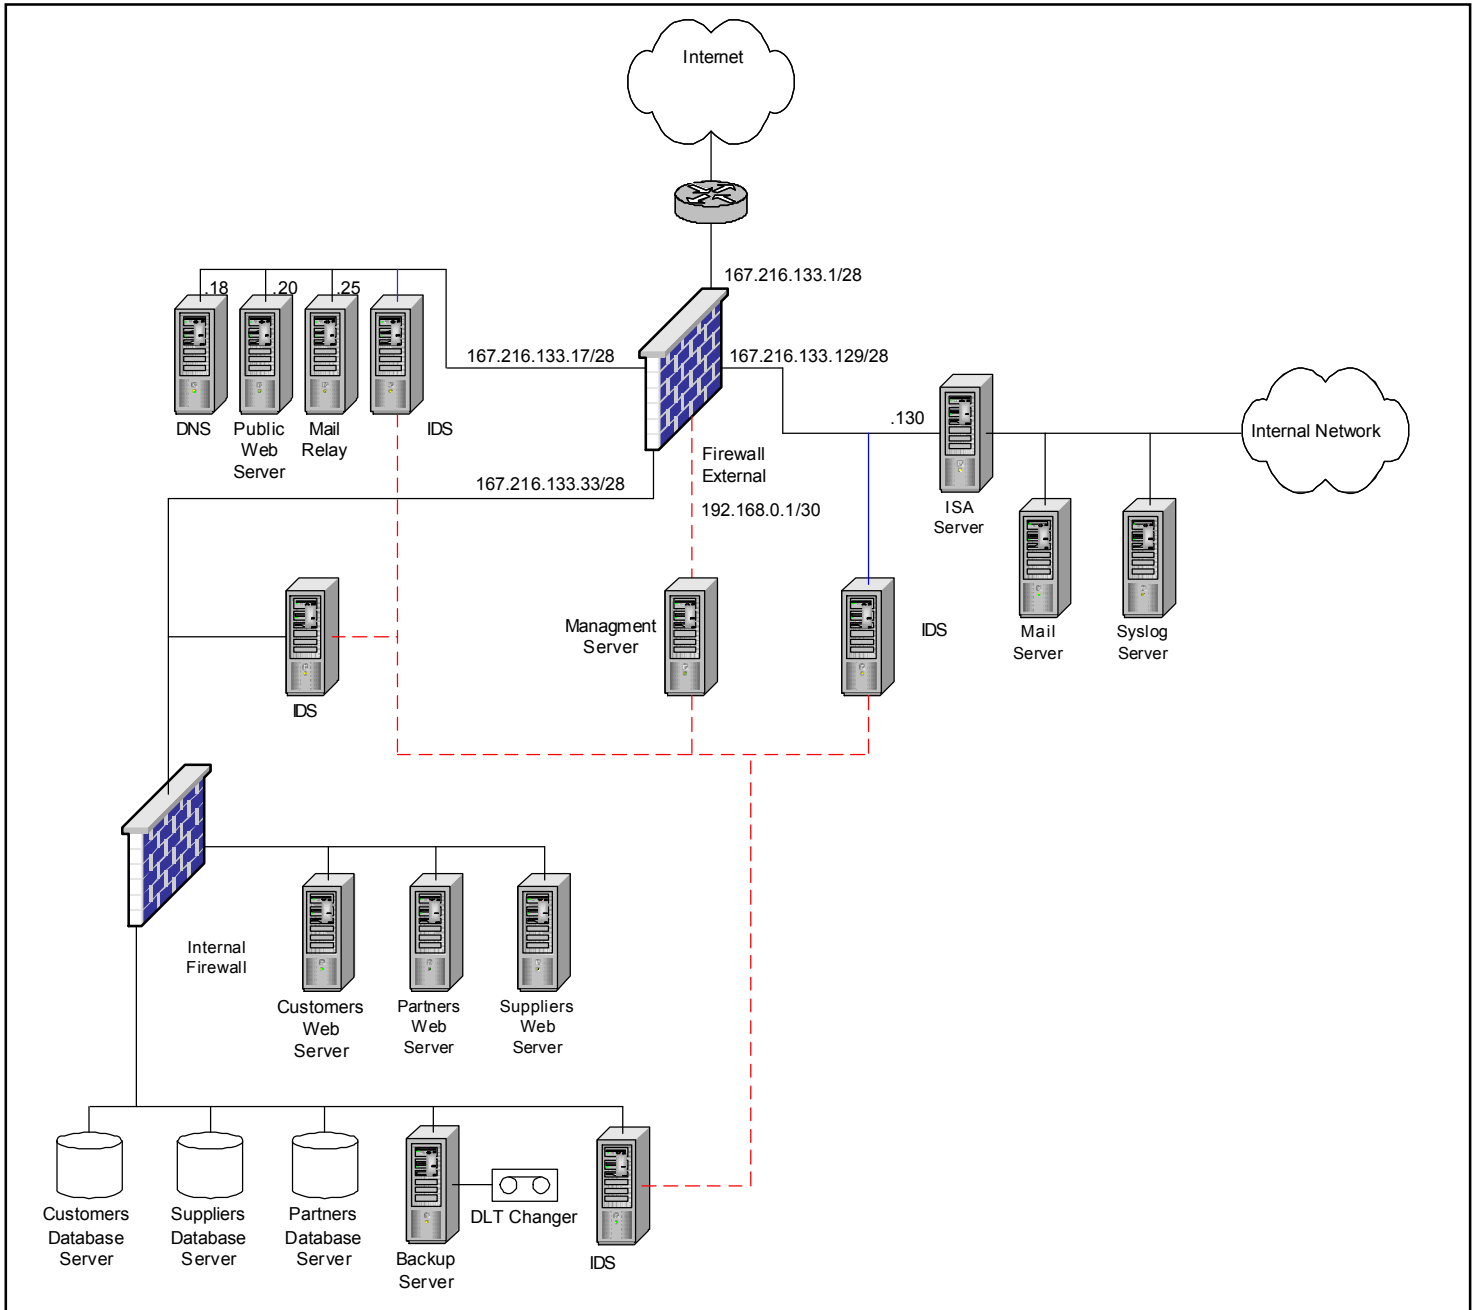 Internet
167.216.133.1/28
.18
.20
.25
167.216.133.17/28
167.216.133.129/28
DNS
Public
Web
Server
Mail
Relay
IDS
.130
Internal Network
Firewall
External
167.216.133.33/28
192.168.0.1/30
ISA
Server
Managment
Server
IDS
Mail
Server
Syslog
Server
IDS
Internal
Firewall
Customers
Web
Server
Partners
Web
Server
Suppliers
Web
Server
Customers
Database
Server
Suppliers
Database
Server
Partners
Database
Server
Backup
Server
DLT Changer
IDS